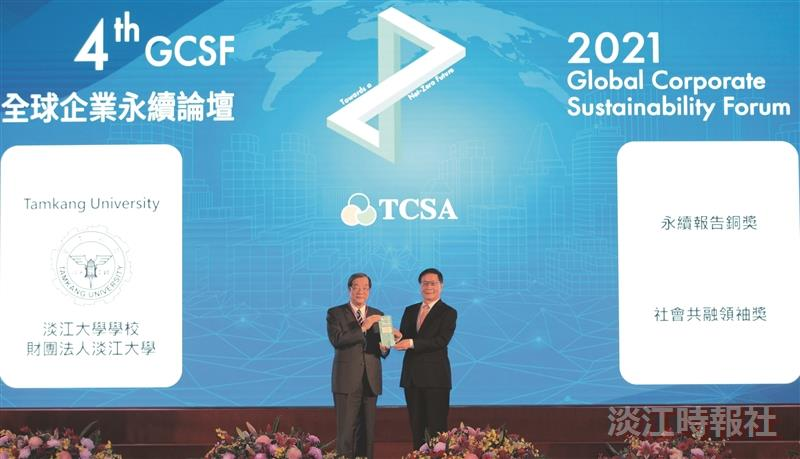 4th GCSF
全球企業永續論壇
Towards a
Net-Zero Future
2021
Global Corporate
Sustainability Forum
TCSA
Tamkang University
TAMKANG UNIVERSITY
淡江大學學校
財團法人淡江大學
永續報告銅獎
社會共融領袖獎
淡江時報社